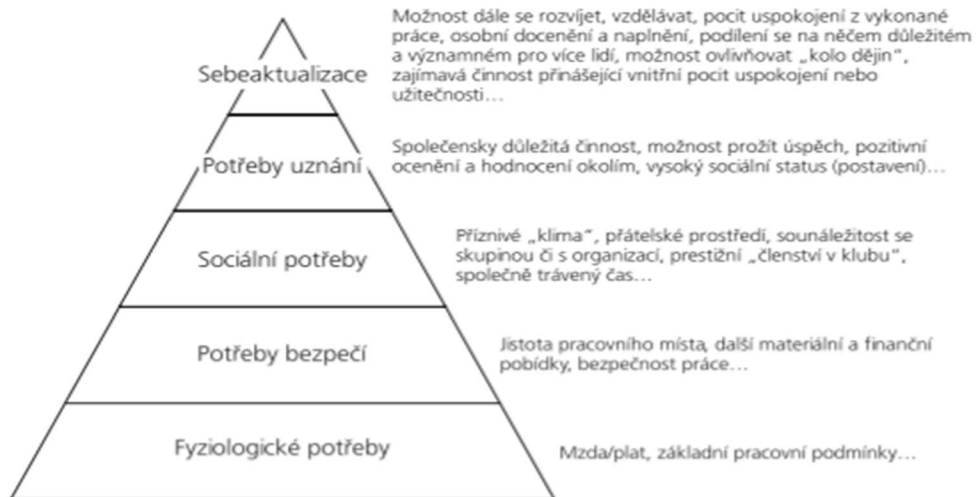 Možnost dále se rozvíjet, vzdělávat, pocit uspokojení z vykonané
práce, osobní docenění a naplnění, podílení se na něčem důležitém
a významném pro více lidí, možnost ovlivňovat „kolo dějin“,
zajímavá činnost přinášející vnitřní pocit uspokojení nebo
užitečnosti…
Sebeaktualizace
Společensky důležitá činnost, možnost prožít úspěch, pozitivní
ocenění a hodnocení okolím, vysoký sociální status (postavení)…
Potřeby uznání
Příznivé „klima“, přátelské prostředí, sounáležitost se
skupinou či s organizací, prestižní „členství v klubu“,
společně trávený čas…
Sociální potřeby
Jistota pracovního místa, další materiální a finanční
pobídky, bezpečnost práce…
Potřeby bezpečí
Fyziologické potřeby
Mzda/plat, základní pracovní podmínky…